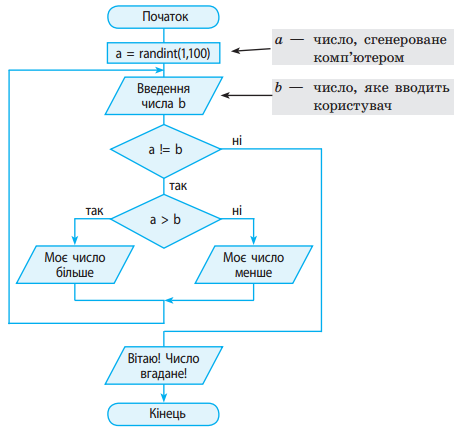 Початок
a = randint(1,100)
a — число, сгенероване
комп'ютером
Введення
числа b
b — число, яке вводить
користувач
a != b
ні
так
a > b
так
ні
Моє число
більше
Моє число
менше
Вітаю! Число
вгадане!
Кінець